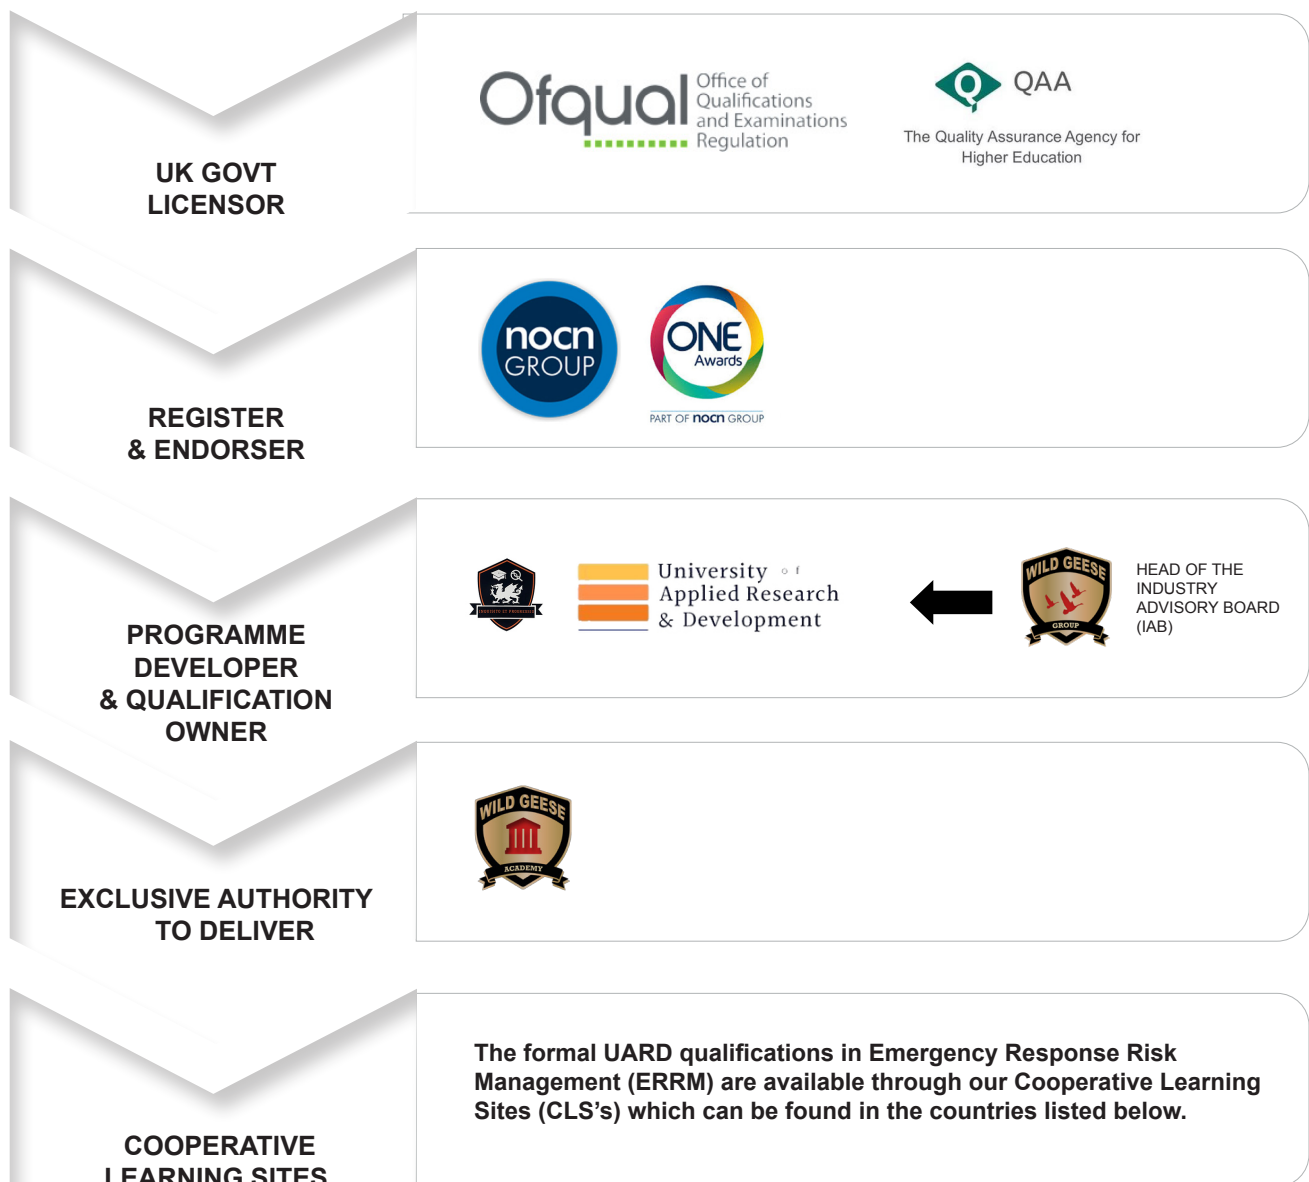 UK GOVT
LICENSOR
Ofqual
Office of
Qualifications
and Examinations
Regulation
Q
QAA
The Quality Assurance Agency for
Higher Education
REGISTER
& ENDORSER
nocn
GROUP
ONE
Awards
PART OF nocn GROUP
PROGRAMME
DEVELOPER
& QUALIFICATION
OWNER
University of
Applied Research
& Development
WILD GEESE
GROUP
HEAD OF THE
INDUSTRY
ADVISORY BOARD
(IAB)
EXCLUSIVE AUTHORITY
TO DELIVER
WILD GEESE
ACADEMY
COOPERATIVE
LEARNING SITES
The formal UARD qualifications in Emergency Response Risk
Management (ERRM) are available through our Cooperative Learning
Sites (CLS's) which can be found in the countries listed below.